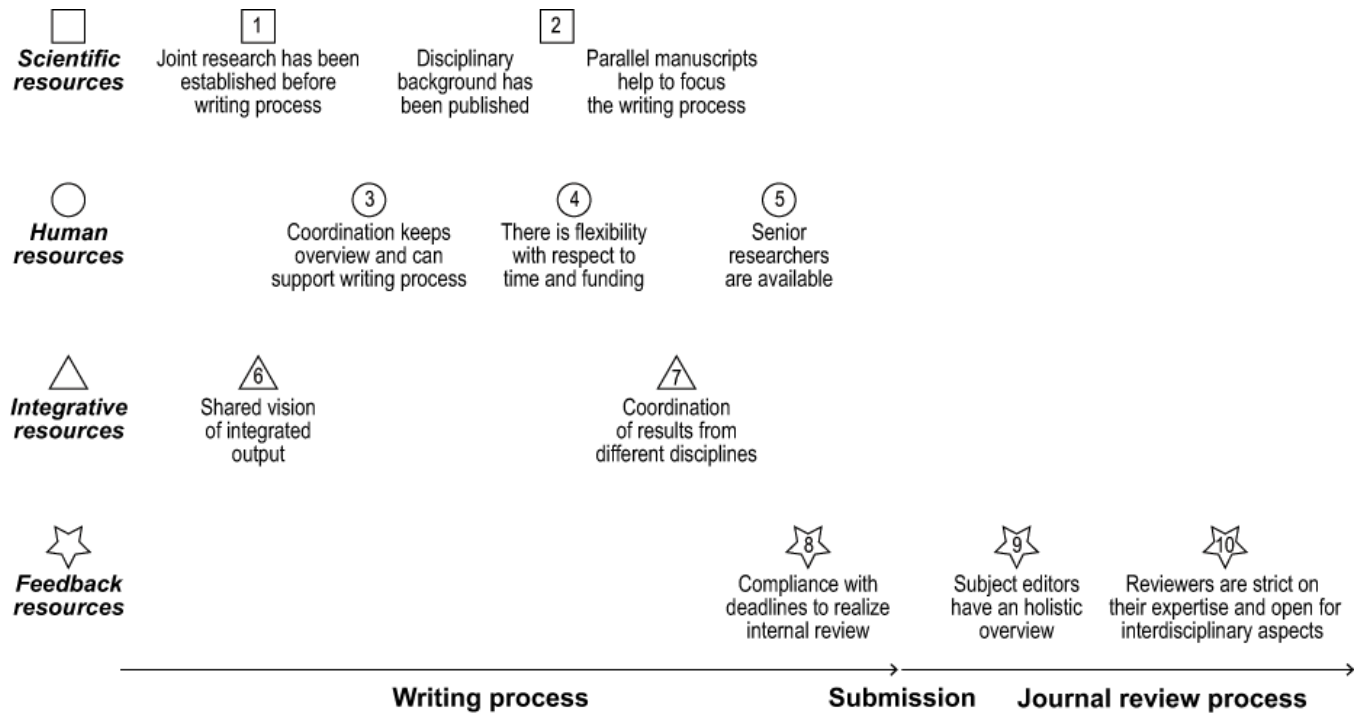 1
2
Scientific
resources
Joint research has been
established before
writing process
Disciplinary
background has
been published
Parallel manuscripts
help to focus
the writing process
3
4
5
Human
resources
Coordination keeps
overview and can
support writing process
There is flexibility
with respect to
time and funding
Senior
researchers
are available
6
7
Integrative
resources
Shared vision
of integrated
output
Coordination
of results from
different disciplines
8
9
10
Feedback
resources
Compliance with
deadlines to realize
internal review
Subject editors
have an holistic
overview
Reviewers are strict on
their expertise and open for
interdisciplinary aspects
Writing process
Submission
Journal review process